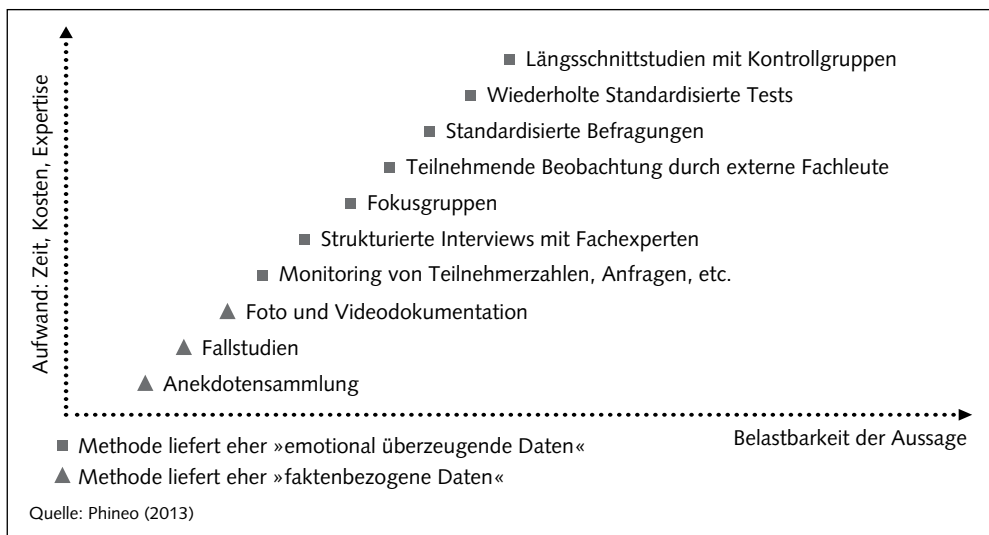 Aufwand: Zeit, Kosten, Expertise
Längsschnittstudien mit Kontrollgruppen
Wiederholte Standardisierte Tests
Standardisierte Befragungen
Teilnehmende Beobachtung durch externe Fachleute
Fokusgruppen
Strukturierte Interviews mit Fachexperten
Monitoring von Teilnehmerzahlen, Anfragen, etc.
Foto und Videodokumentation
Fallstudien
Anekdotensammlung
Belastbarkeit der Aussage
Methode liefert eher »emotional überzeugende Daten«
Methode liefert eher »faktenbezogene Daten«
Quelle: Phineo (2013)